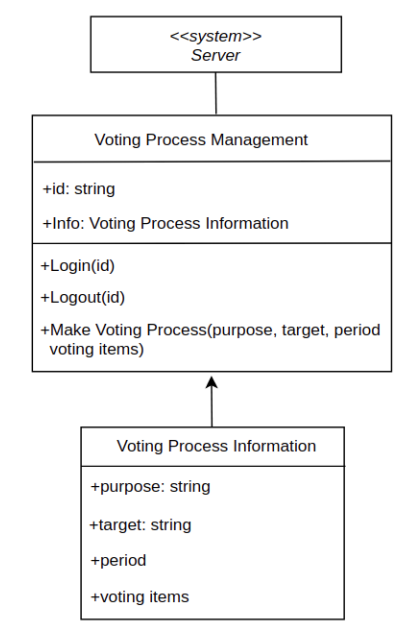 <<system>>
Server
Voting Process Management
+id: string
+Info: Voting Process Information
+Login(id)
+Logout(id)
+Make Voting Process(purpose, target, period
voting items)
Voting Process Information
+purpose: string
+target: string
+period
+voting items